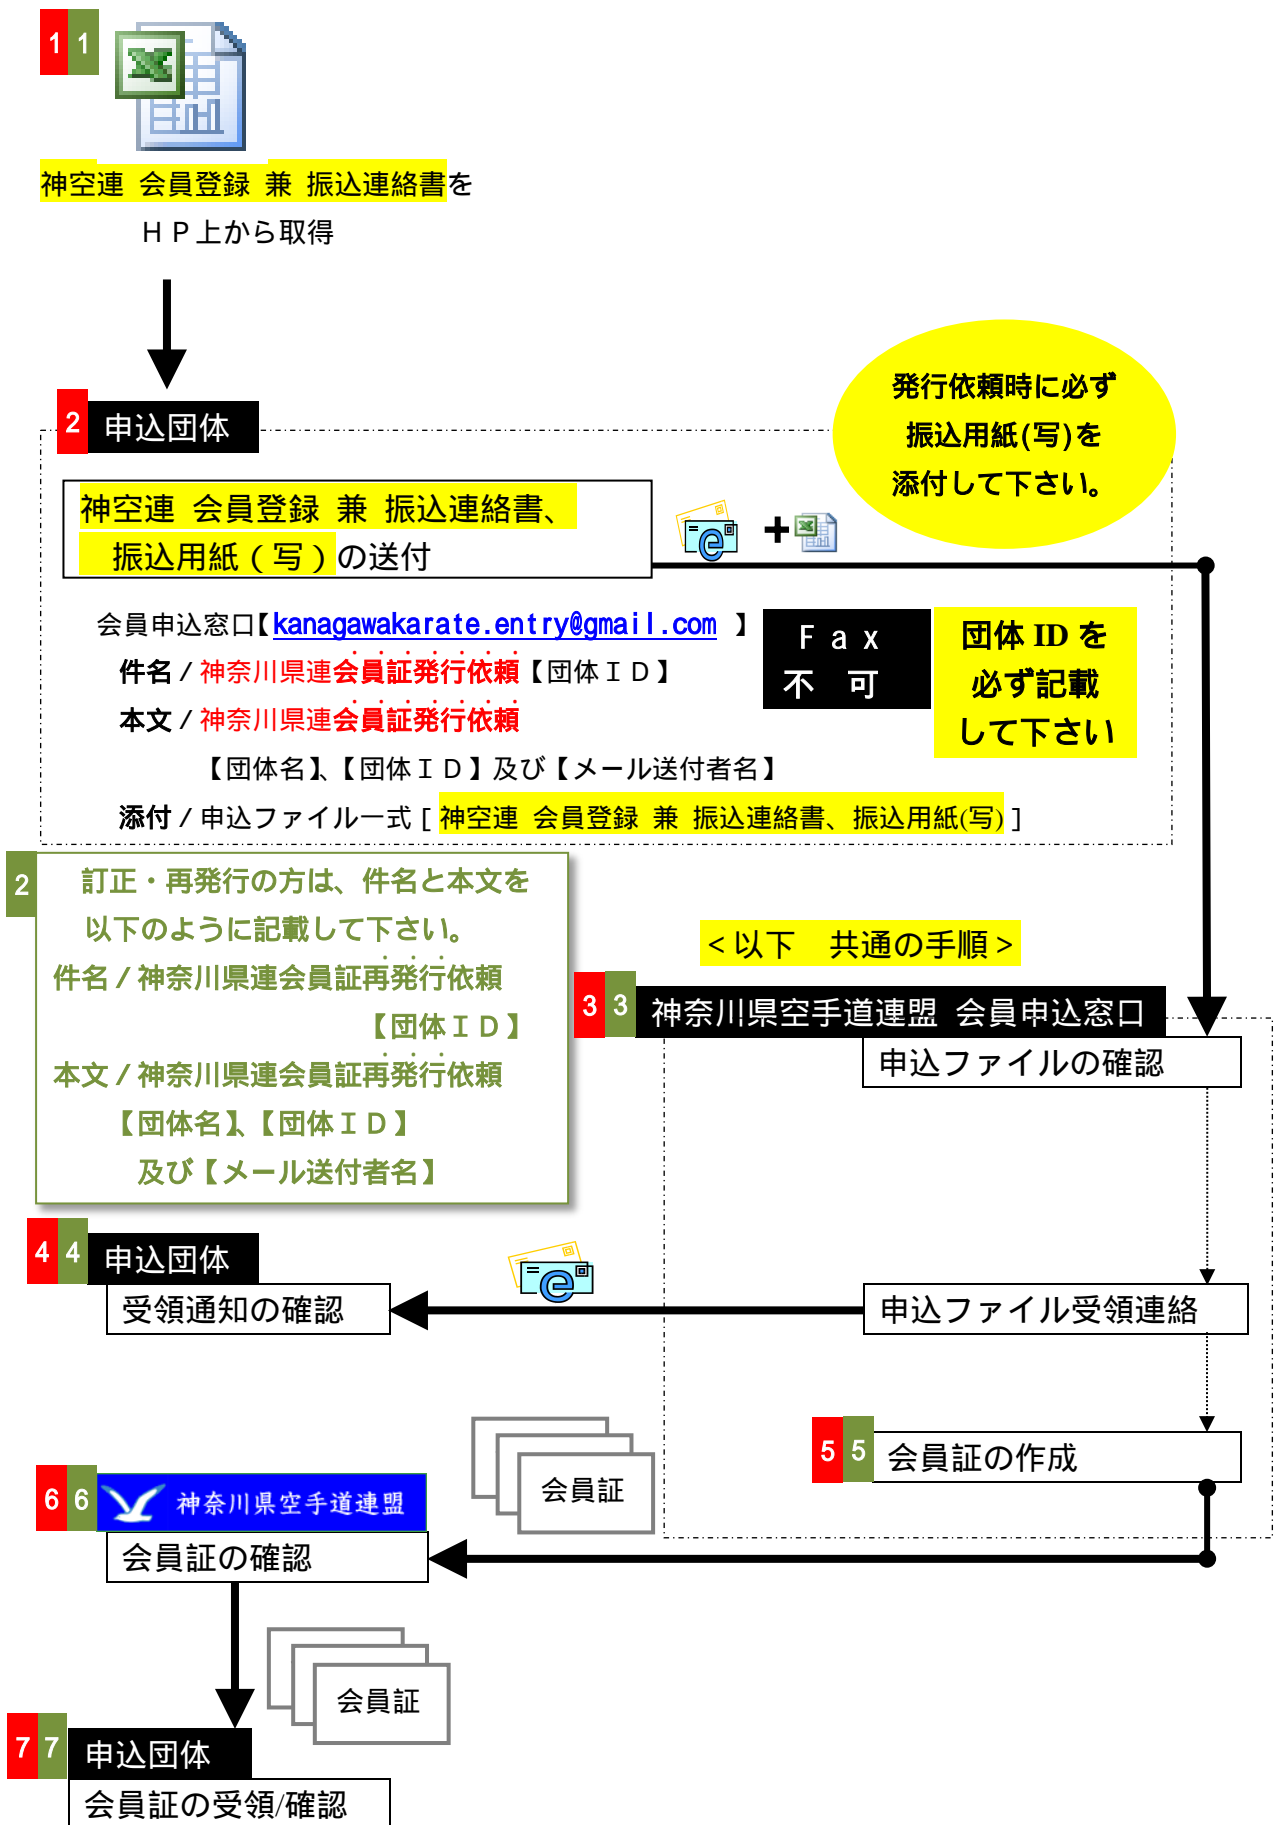 1 1
神空連 会員登録 兼 振込連絡書を
ＨＰ上から取得
発行依頼時に必ず
振込用紙(写)を
添付して下さい。
2 申込団体
神空連 会員登録 兼 振込連絡書、
振込用紙（写）の送付
e + 
会員申込窓口【kanagawakarate.entry@gmail.com 】
件名／神奈川県連会員証発行依頼【団体ＩＤ】
本文／神奈川県連会員証発行依頼
【団体名】、【団体ＩＤ】及び【メール送付者名】
添付／申込ファイル一式［神空連 会員登録 兼 振込連絡書、振込用紙(写)］
Ｆａｘ
不 可
団体 ID を
必ず記載
して下さい
2
訂正・再発行の方は、件名と本文を
以下のように記載して下さい。
件名／神奈川県連会員証再発行依頼
【団体ＩＤ】
本文／神奈川県連会員証再発行依頼
【団体名】、【団体ＩＤ】
及び【メール送付者名】
＜以下　共通の手順＞
3 3 神奈川県空手道連盟 会員申込窓口
申込ファイルの確認
4 4 申込団体
受領通知の確認
e
申込ファイル受領連絡
5 5 会員証の作成
会員証
6 6 神奈川県空手道連盟
会員証の確認
会員証
7 7 申込団体
会員証の受領/確認